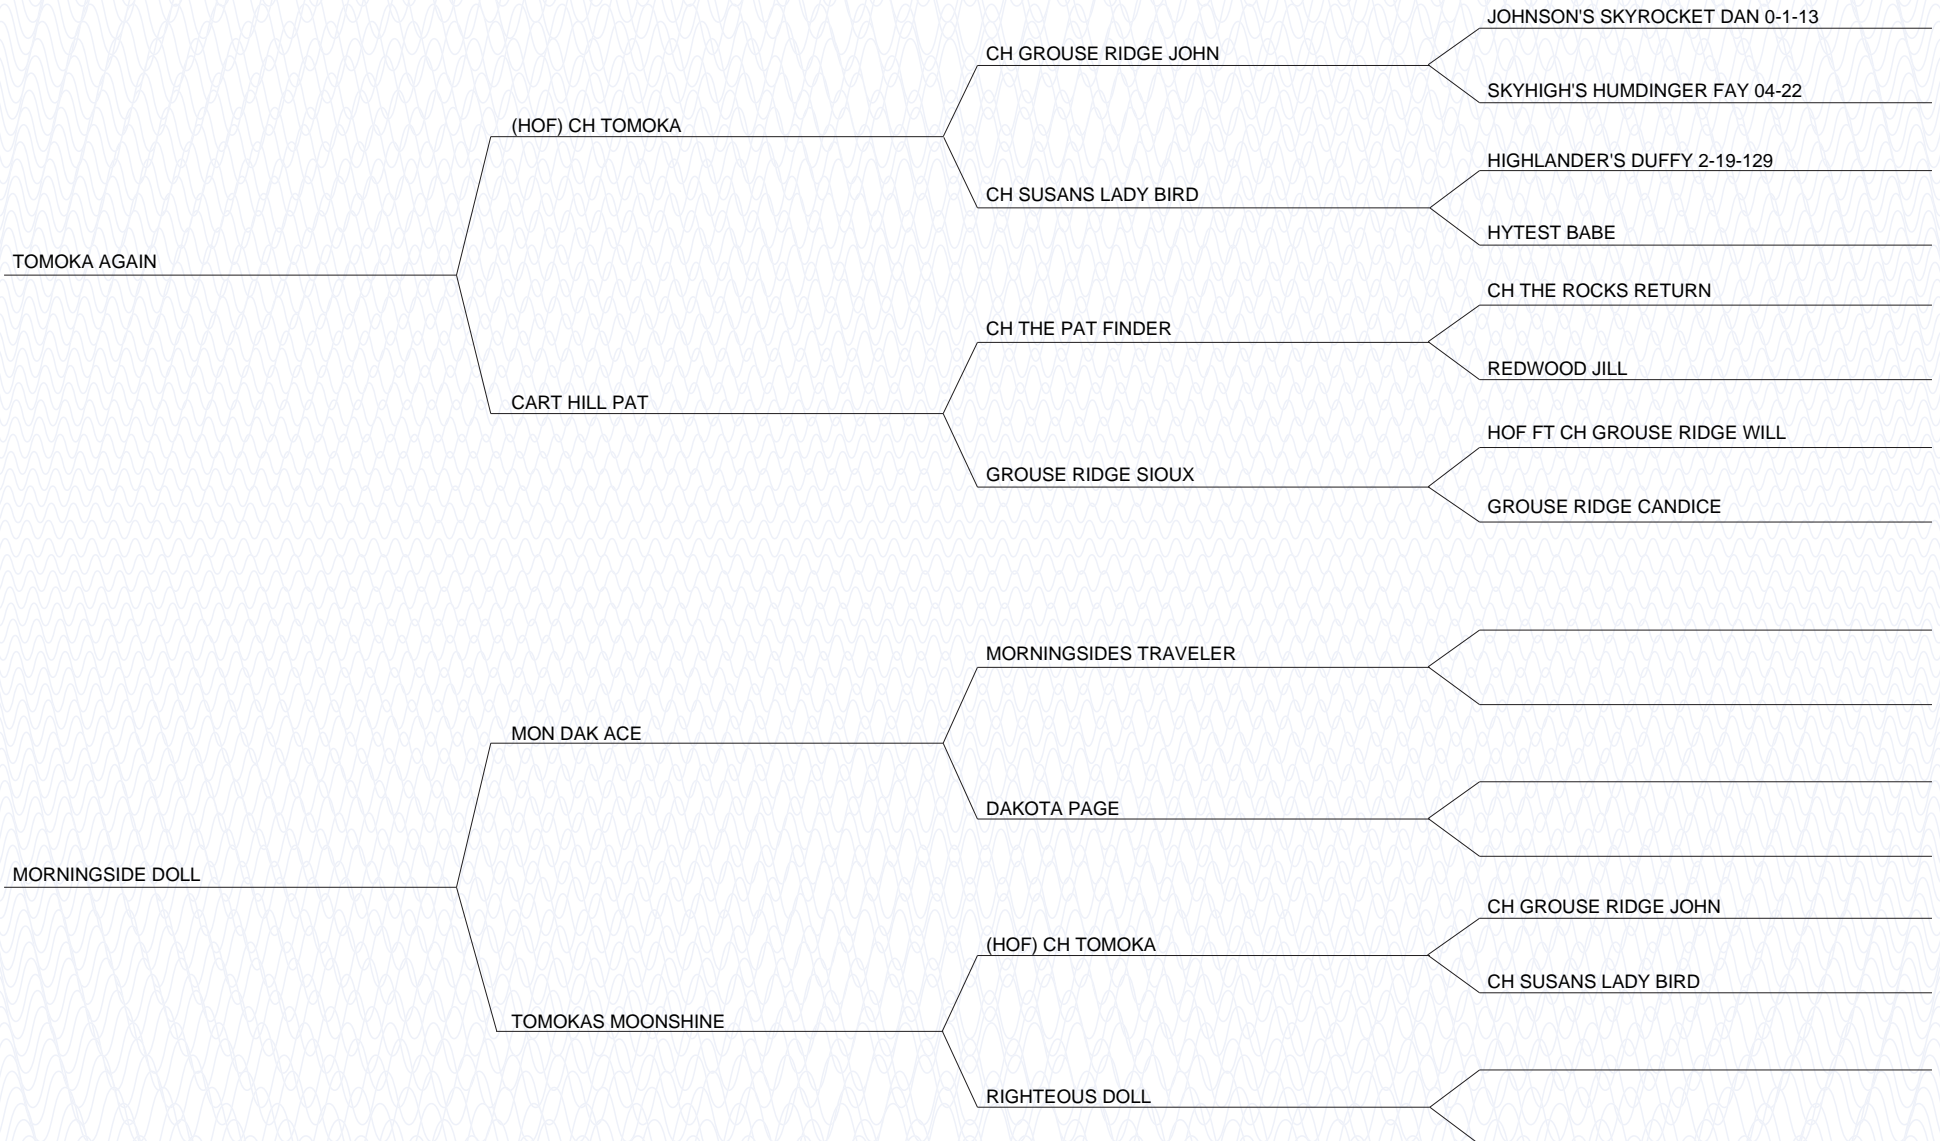 JOHNSON'S SKYROCKET DAN 0-1-13
CH GROUSE RIDGE JOHN
SKYHIGH'S HUMDINGER FAY 04-22
(HOF) CH TOMOKA
HIGHLANDER'S DUFFY 2-19-129
CH SUSANS LADY BIRD
HYTEST BABE
TOMOKA AGAIN
CH THE ROCKS RETURN
CH THE PAT FINDER
REDWOOD JILL
CART HILL PAT
HOF FT CH GROUSE RIDGE WILL
GROUSE RIDGE SIOUX
GROUSE RIDGE CANDICE
MORNINGSIDES TRAVELER
MON DAK ACE
DAKOTA PAGE
MORNINGSIDE DOLL
CH GROUSE RIDGE JOHN
(HOF) CH TOMOKA
CH SUSANS LADY BIRD
TOMOKAS MOONSHINE
RIGHTEOUS DOLL